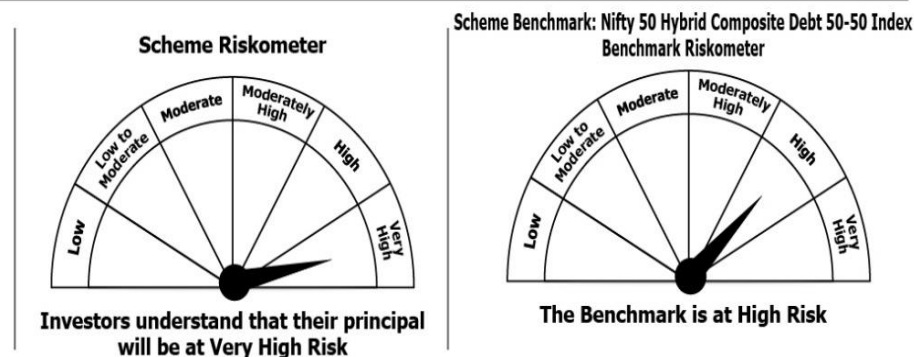 Scheme Riskometer
Low
Low to
Moderate
Moderate
Moderately
High
High
Very
High
Investors understand that their principal
will be at Very High Risk
Scheme Benchmark: Nifty 50 Hybrid Composite Debt 50-50 Index
Benchmark Riskometer
Low
Low to
Moderate
Moderate
Moderately
High
High
Very
High
The Benchmark is at High Risk